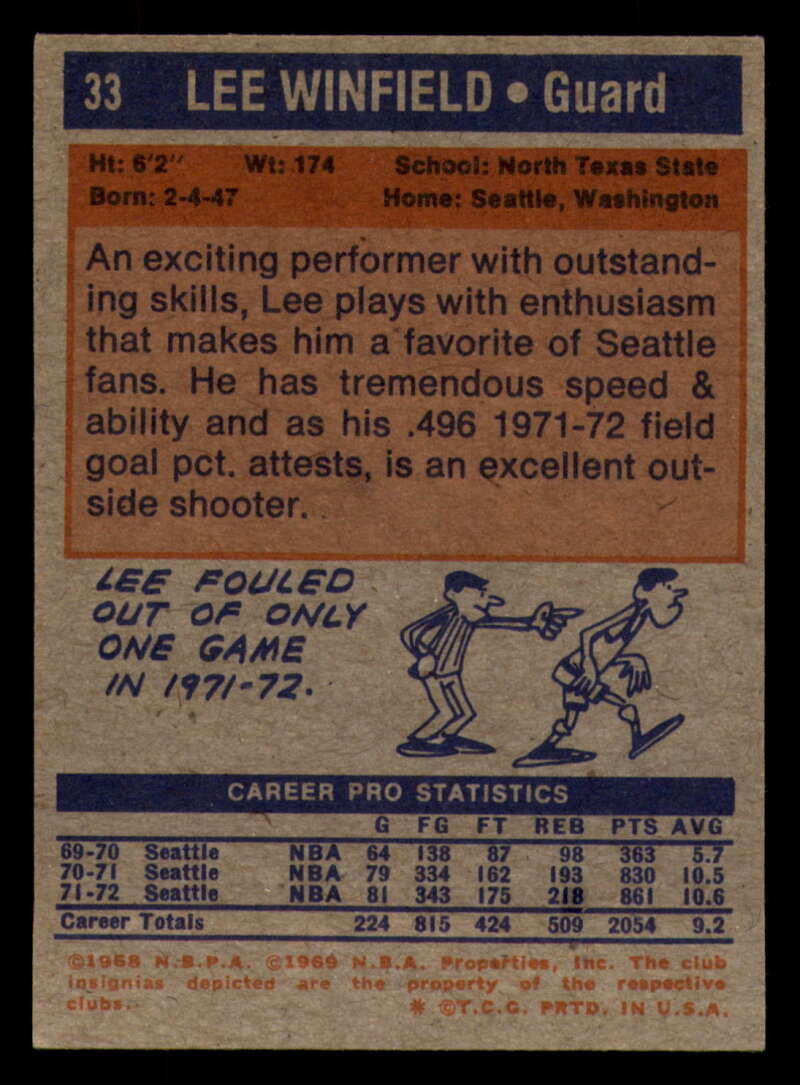 33 LEE WINFIELD • Guard
Ht: 6'2" Wt: 174 School: North Texas State
Born: 2-4-47 Home: Seattle, Washington
An exciting performer with outstand-
ing skills, Lee plays with enthusiasm
that makes him a favorite of Seattle
fans. He has tremendous speed &
ability and as his .496 1971-72 field
goal pct. attests, is an excellent out-
side shooter.
LEE FOULED
OUT OF ONLY
ONE GAME
IN 1971-72.
CAREER PRO STATISTICS
G FG FT REB PTS AVG
69-70 Seattle NBA 64 138 87 98 363 5.7
70-71 Seattle NBA 79 334 162 193 830 10.5
71-72 Seattle NBA 81 343 175 218 861 10.6
Career Totals 224 815 424 509 2054 9.2
©1968 N.B.P.A. ©1969 N.B.A. Properties, Inc. The club
insignias depicted are the property of the respective
clubs. * ©T.C.G. PRTD. IN U.S.A.